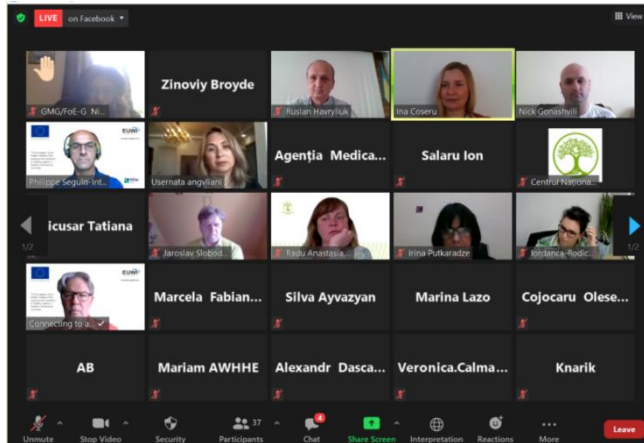 LIVE on Facebook
View
GMG/FoE-G Ni...
Zinoviy Broyde
Ruslan Havryliuk
Ina Coseru
Nick Gonashvili
Philippe Seguin-Int...
Usernata angvliani
Agenția Medica...
Salaru Ion
Centrul Naționa...
icusar Tatiana
Jaroslav Slobod...
Radu Anastasia...
Irina Putkaradze
Iordanca-Rodic...
1/2
1/2
EUWI+
Connecting to a...
Marcela Fabian...
Silva Ayvazyan
Marina Lazo
Cojocaru Olese...
AB
Mariam AWHHE
Alexandr Dasca...
Veronica.Calma...
Knarik
Unmute
Stop Video
Security
37
Participants
4
Chat
Share Screen
Interpretation
Reactions
More
Leave